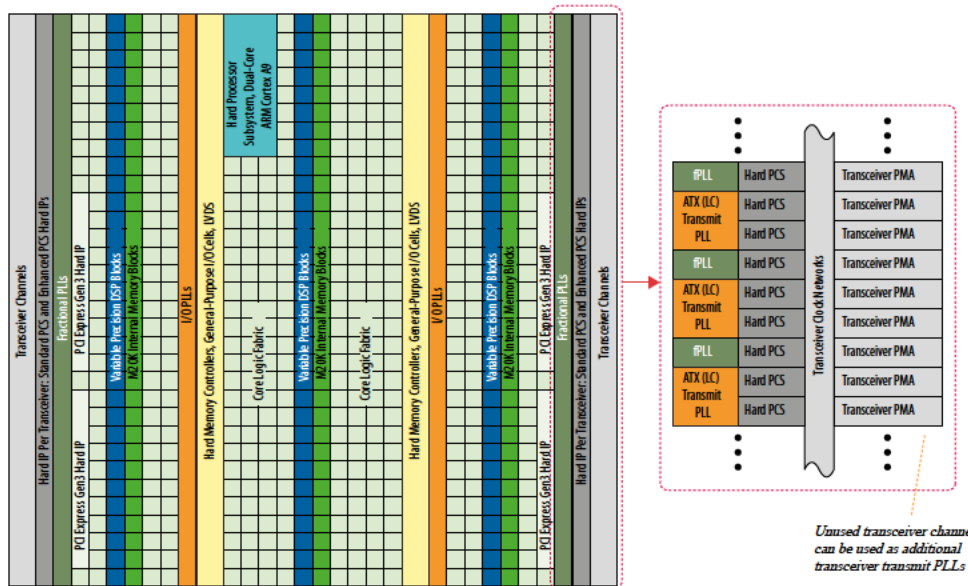 Transceiver Channels
Hard IP Per Transceiver: Standard PCS and Enhanced PCS Hard IPs
Fractional PLLs
PCI Express Gen3 Hard IP
PCI Express Gen3 Hard IP
Variable Precision DSP Blocks
M20K Internal Memory Blocks
I/O PLLs
Hard Memory Controllers, General-Purpose I/O Cells, LVDS
Hard Processor
Subsystem, Dual-Core
ARM Cortex A9
Core Logic Fabric
Variable Precision DSP Blocks
M20K Internal Memory Blocks
Core Logic Fabric
Hard Memory Controllers, General-Purpose I/O Cells, LVDS
I/O PLLs
Variable Precision DSP Blocks
M20K Internal Memory Blocks
PCI Express Gen3 Hard IP
PCI Express Gen3 Hard IP
Fractional PLLs
Hard IP Per Transceiver: Standard PCS and Enhanced PCS Hard IPs
Transceiver Channels
fPLL
Hard PCS
Transceiver PMA
ATX (LC)
Transmit
PLL
Hard PCS
Transceiver PMA
Hard PCS
Transceiver PMA
fPLL
Hard PCS
Transceiver PMA
ATX (LC)
Transmit
PLL
Hard PCS
Transceiver PMA
Hard PCS
Transceiver PMA
fPLL
Hard PCS
Transceiver PMA
ATX (LC)
Transmit
PLL
Hard PCS
Transceiver PMA
Hard PCS
Transceiver PMA
Transceiver Clock Networks
Unused transceiver channe
can be used as additional
transceiver transmit PLLs